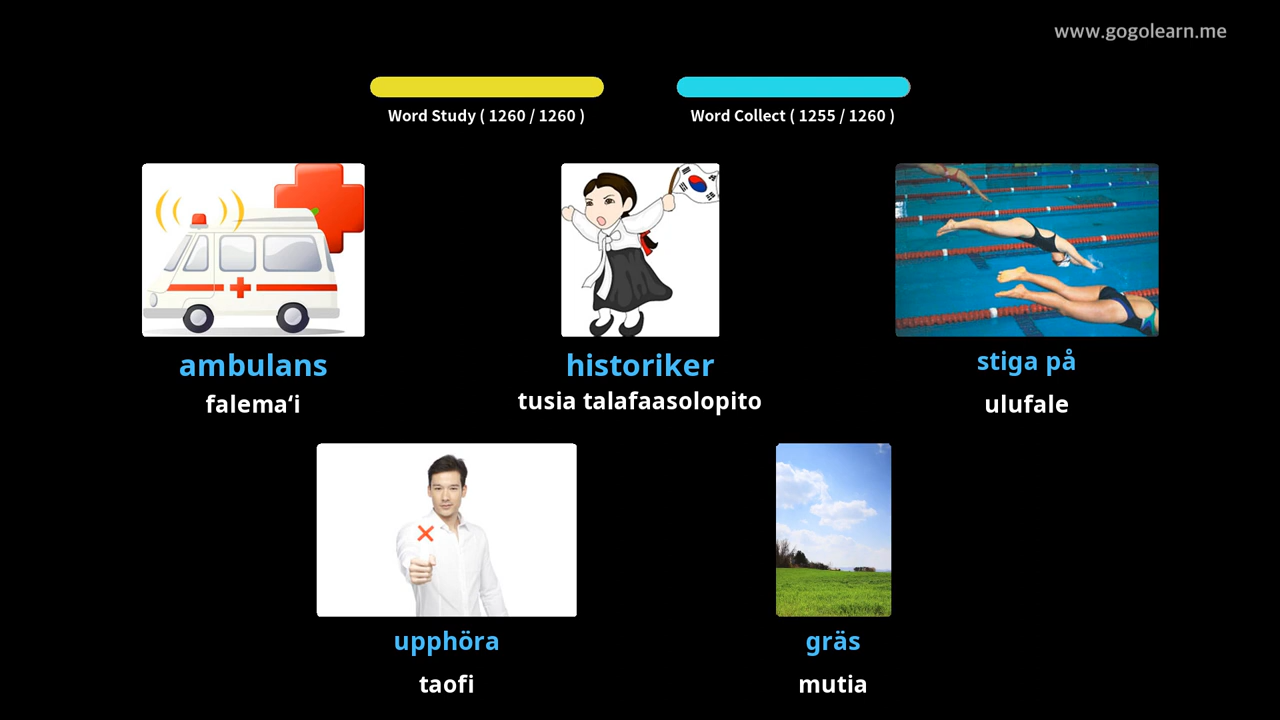 www.gogolearn.me
Word Study ( 1260 / 1260 )
Word Collect ( 1255 / 1260 )
ambulans
falemaʻi
historiker
tusia talafaasolopito
stiga på
ulufale
upphöra
taofi
gräs
mutia